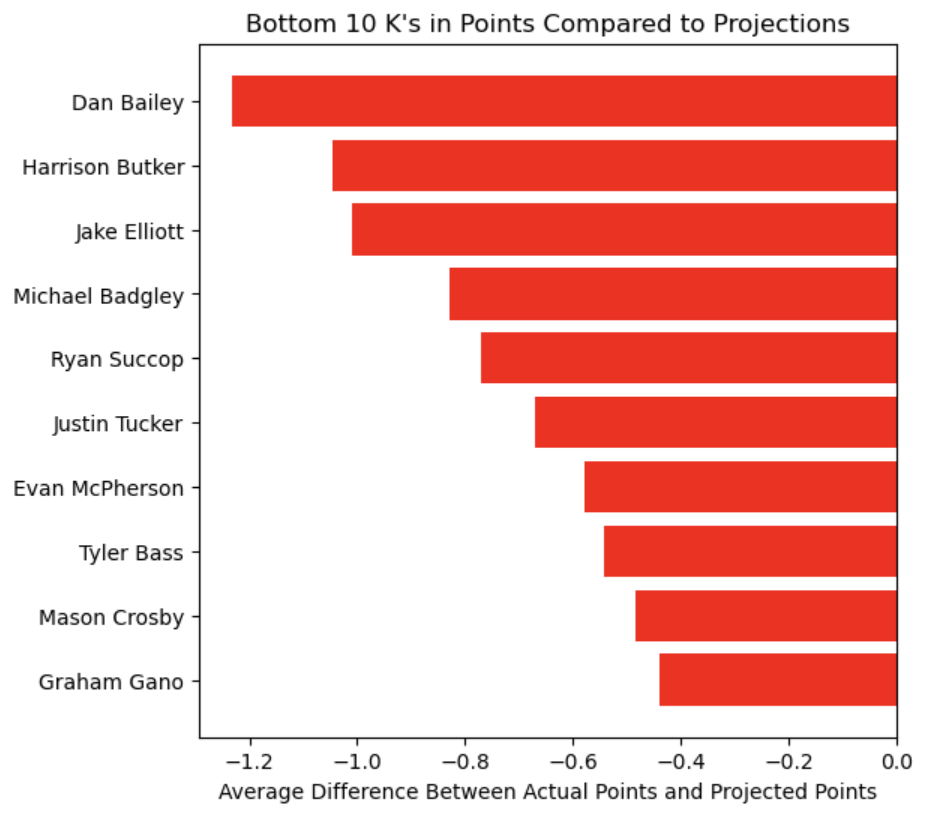 Bottom 10 K's in Points Compared to Projections
Dan Bailey
Harrison Butker
Jake Elliott
Michael Badgley
Ryan Succop
Justin Tucker
Evan McPherson
Tyler Bass
Mason Crosby
Graham Gano
−1.2 −1.0 −0.8 −0.6 −0.4 −0.2 0.0
Average Difference Between Actual Points and Projected Points